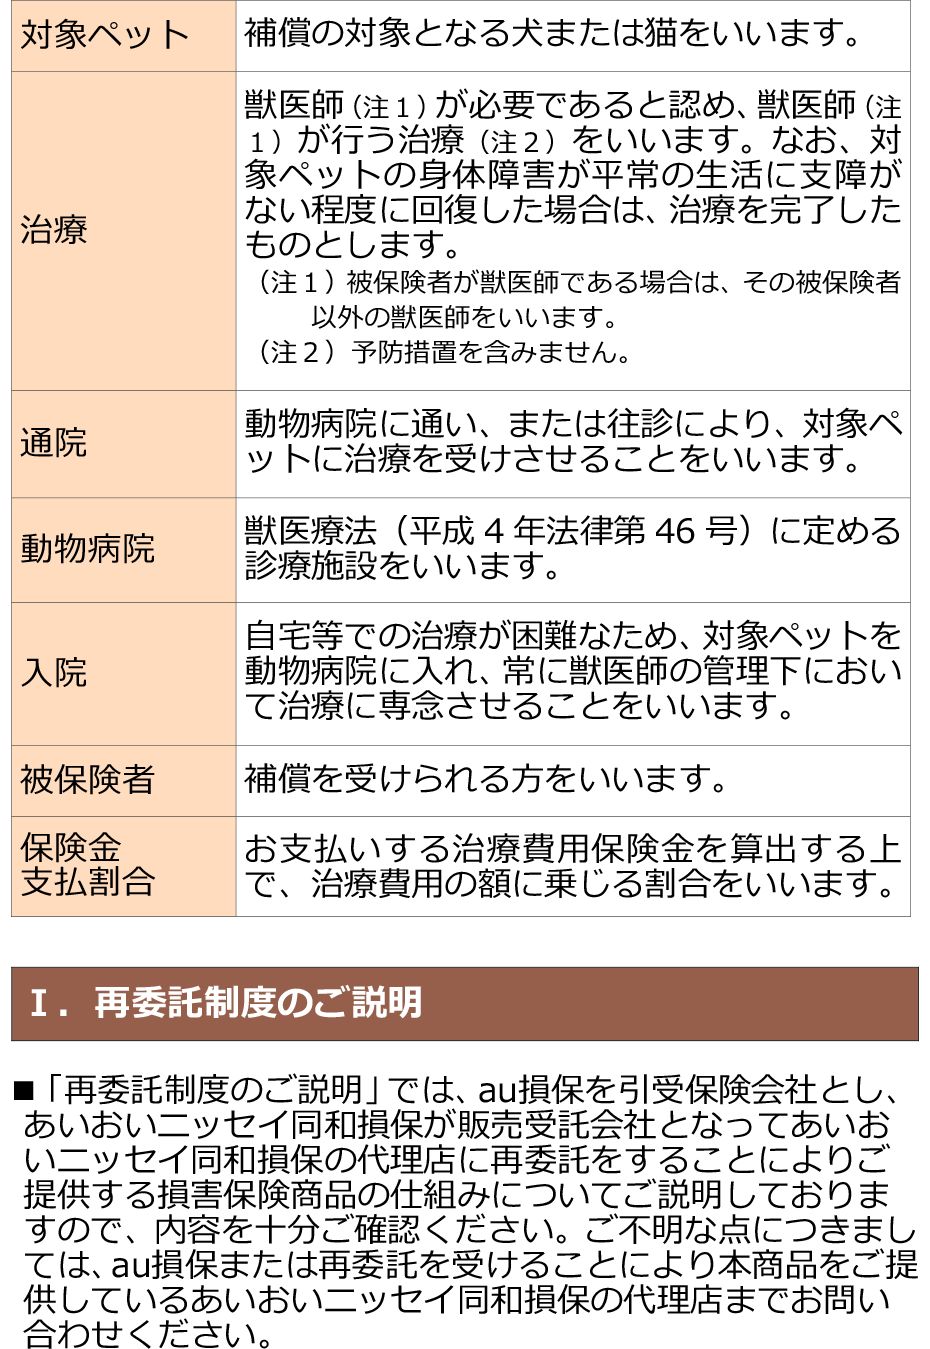 対象ペット
補償の対象となる犬または猫をいいます。
治療
獣医師（注１）が必要であると認め、獣医師（注
１）が行う治療（注２）をいいます。なお、対
象ペットの身体障害が平常の生活に支障が
ない程度に回復した場合は、治療を完了した
ものとします。
（注１）被保険者が獣医師である場合は、その被保険者
以外の獣医師をいいます。
（注２）予防措置を含みません。
通院
動物病院に通い、または往診により、対象ペ
ットに治療を受けさせることをいいます。
動物病院
獣医療法（平成 4 年法律第 46 号）に定める
診療施設をいいます。
入院
自宅等での治療が困難なため、対象ペットを
動物病院に入れ、常に獣医師の管理下におい
て治療に専念させることをいいます。
被保険者
補償を受けられる方をいいます。
保険金
支払割合
お支払いする治療費用保険金を算出する上
で、治療費用の額に乗じる割合をいいます。
Ⅰ．再委託制度のご説明
■「再委託制度のご説明」では、au損保を引受保険会社とし、
あいおいニッセイ同和損保が販売受託会社となってあいお
いニッセイ同和損保の代理店に再委託をすることによりご
提供する損害保険商品の仕組みについてご説明しておりま
すので、内容を十分ご確認ください。ご不明な点につきまし
ては、au損保または再委託を受けることにより本商品をご提
供しているあいおいニッセイ同和損保の代理店までお問い
合わせください。